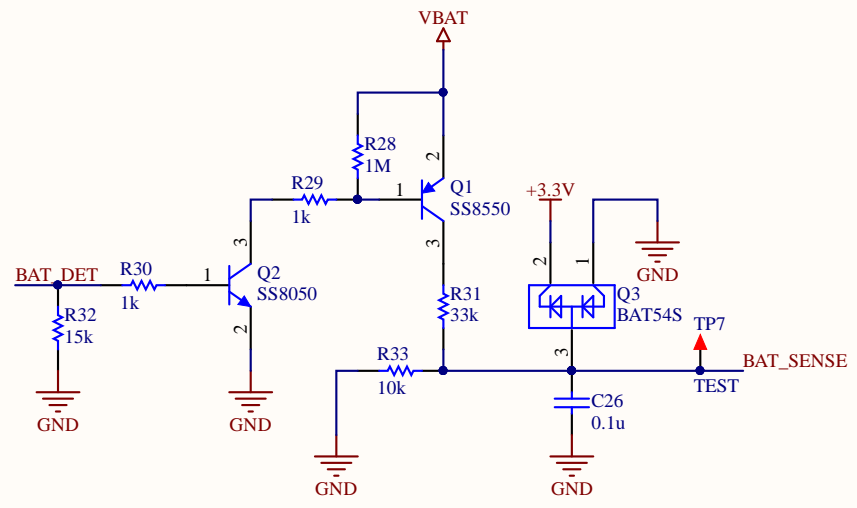 VBAT
R28
1M
2
R29
1k
1
Q1
SS8550
3
+3.3V
2
1
GND
3
Q2
SS8050
BAT_DET
R30
1k
1
2
R32
15k
GND
GND
R31
33k
Q3
BAT54S
3
TP7
TEST
BAT_SENSE
R33
10k
C26
0.1u
GND
GND